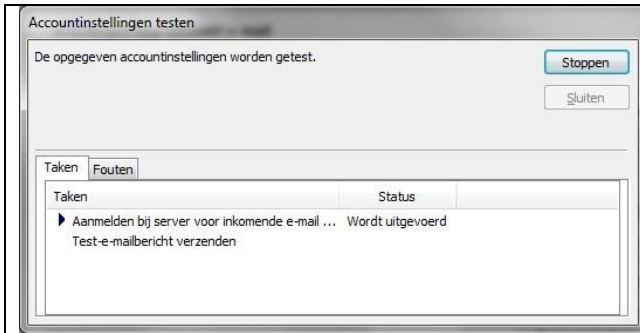 Accountinstellingen testen
De opgegeven accountinstellingen worden getest.
Stoppen
Sluiten
Taken Fouten
Taken Status
Aanmelden bij server voor inkomende e-mail ... Wordt uitgevoerd
Test-e-mailbericht verzenden